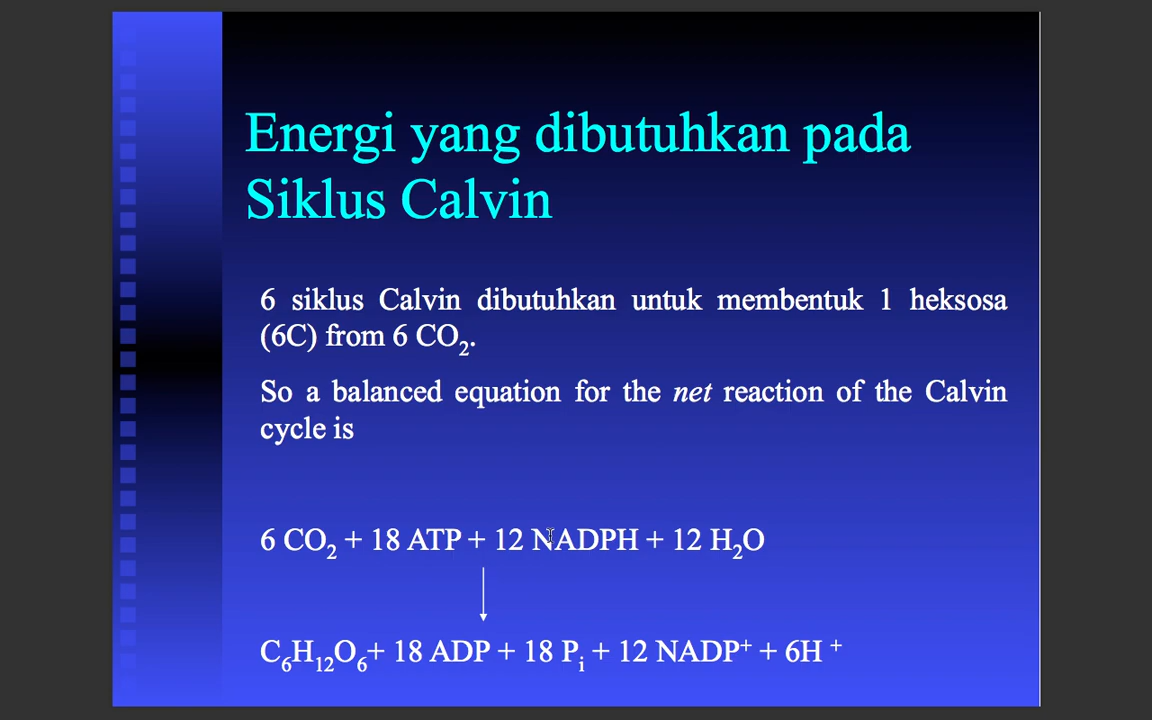 Energi yang dibutuhkan pada
Siklus Calvin
6 siklus Calvin dibutuhkan untuk membentuk 1 heksosa
(6C) from 6 CO₂.
So a balanced equation for the net reaction of the Calvin
cycle is
6 CO₂ + 18 ATP + 12 NADPH + 12 H₂O
C₆H₁₂O₆+ 18 ADP + 18 Pᵢ + 12 NADP⁺ + 6H ⁺